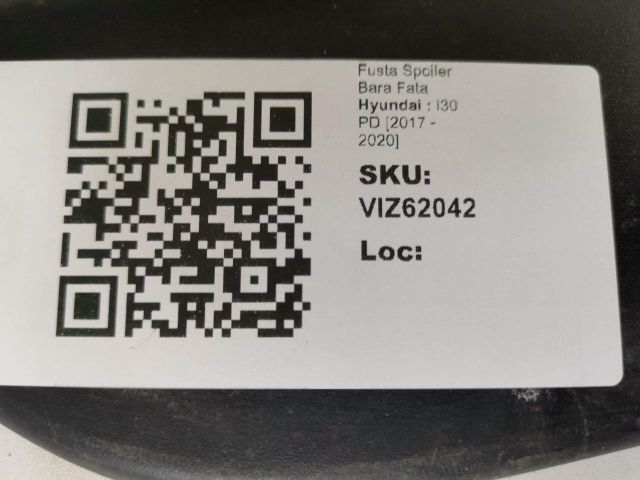 Fusta Spoiler
Bara Fata
Hyundai : i30
PD [2017 -
2020]
SKU:
VIZ62042
Loc: